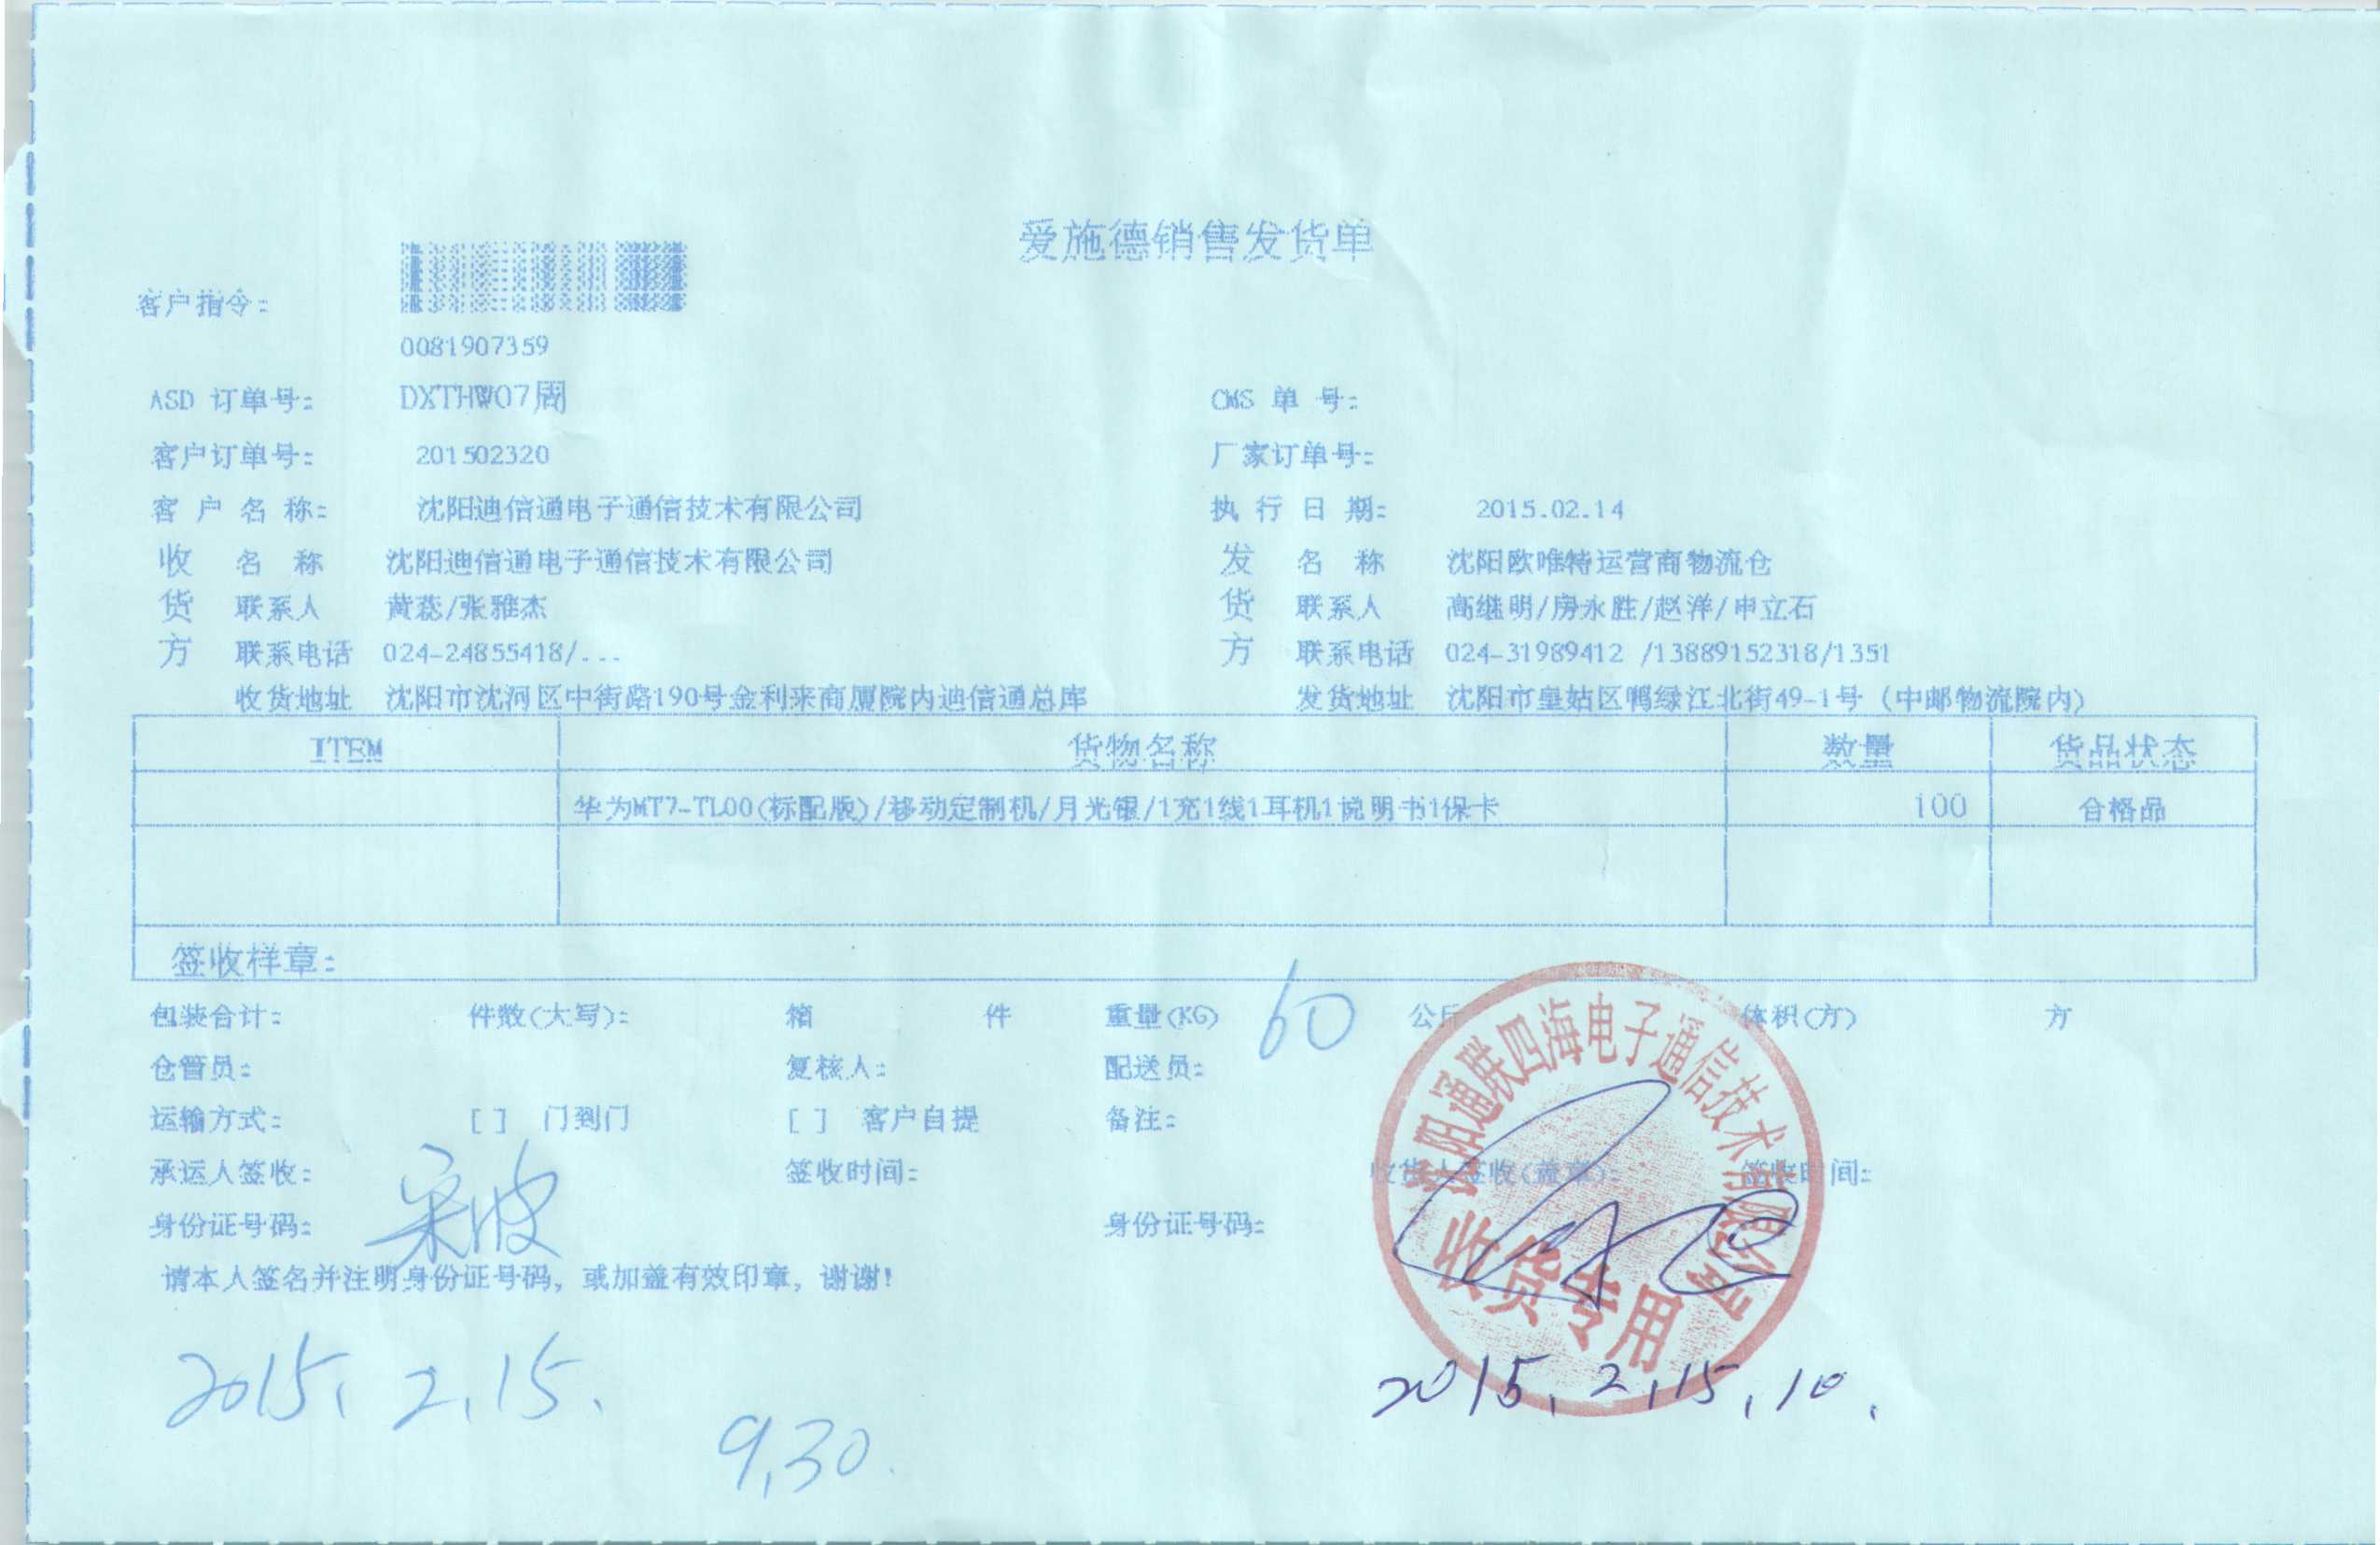 爱施德销售发货单
客户指令:
0081907359
ASD 订单号: DXTHW07周 CMS 单 号:
客户订单号: 201502320 厂家订单号:
客 户 名 称: 沈阳迪信通电子通信技术有限公司 执 行 日 期: 2015.02.14
收 名 称 沈阳迪信通电子通信技术有限公司 发 名 称 沈阳欧唯特运营商物流仓
货 联系人 黄蕊/张雅杰 货 联系人 高继明/房永胜/赵洋/申立石
方 联系电话 024-24855418/... 方 联系电话 024-31989412 /13889152318/1351
收货地址 沈阳市沈河区中街路190号金利来商厦院内迪信通总库 发货地址 沈阳市皇姑区鸭绿江北街49-1号 (中邮物流院内)
ITEM 货物名称 数量 货品状态
华为MT7-TL00(标配版)/移动定制机/月光银/1充1线1耳机1说明书1保卡 100 合格品
签收样章:
包装合计: 件数(大写): 箱 件 重量(KG) 60 公斤 体积(方) 方
仓管员: 复核人: 配送员:
运输方式: [ ] 门到门 [ ] 客户自提 备注:
承运人签收: 签收时间: 收货人签收(盖章): 签收时间:
身份证号码: 身份证号码:
请本人签名并注明身份证号码, 或加盖有效印章, 谢谢!
沈阳通联四海电子通信技术有限公司
收货专用
2015.2.15. 2015.2.15.10.
9.30.